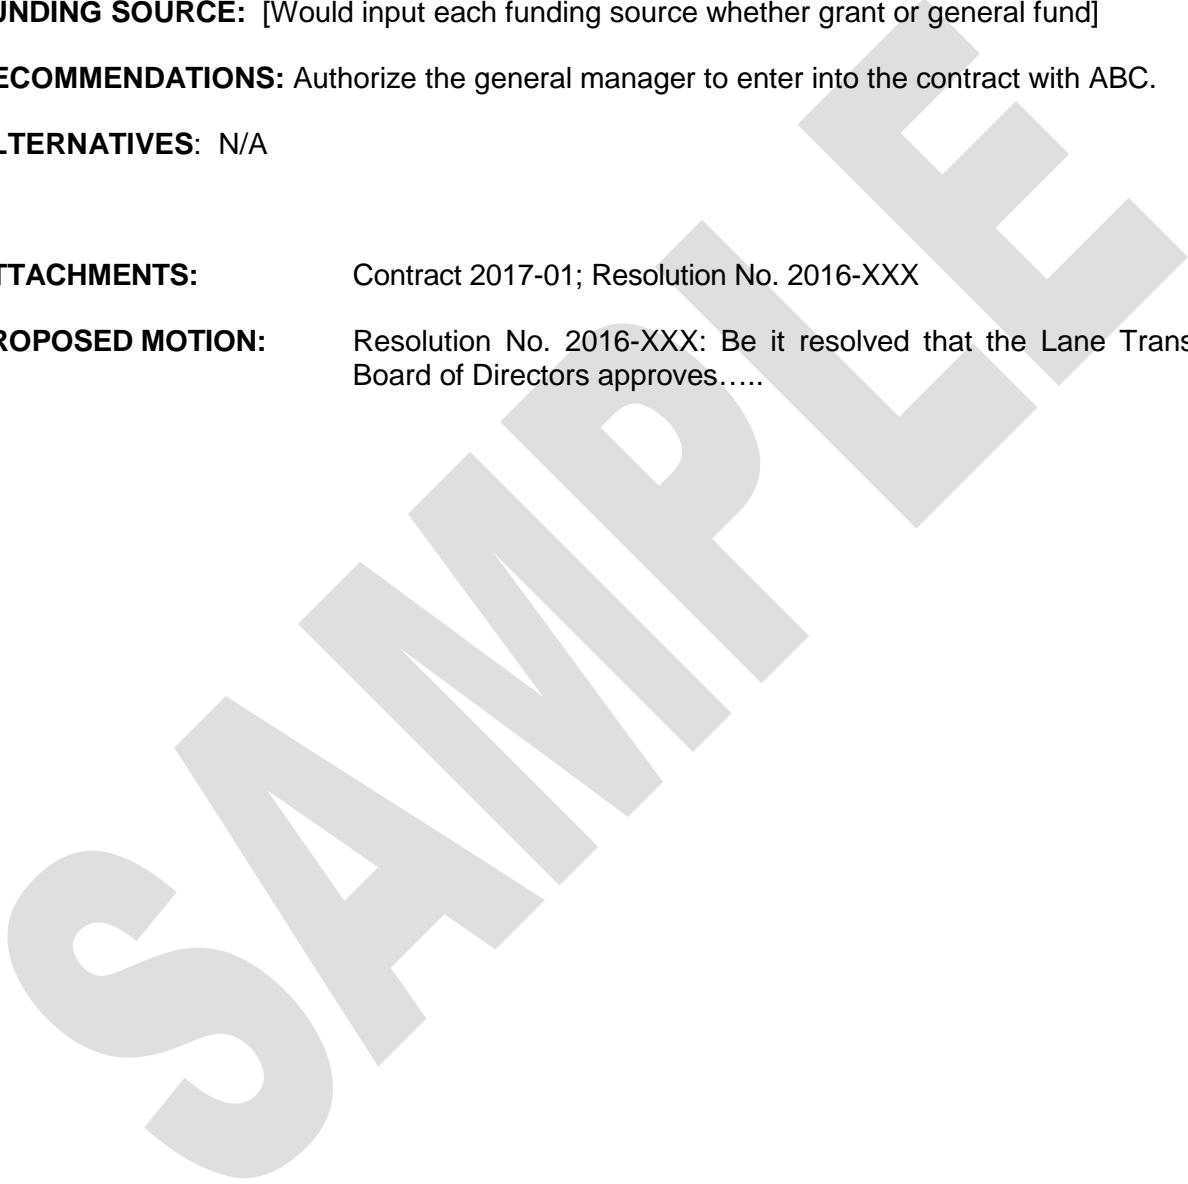 UNDING SOURCE: [Would input each funding source whether grant or general fund]
ECOMMENDATIONS: Authorize the general manager to enter into the contract with ABC.
LTERNATIVES: N/A
TTACHMENTS: Contract 2017-01; Resolution No. 2016-XXX
ROPOSED MOTION: Resolution No. 2016-XXX: Be it resolved that the Lane Trans
Board of Directors approves…..
SAMPLE